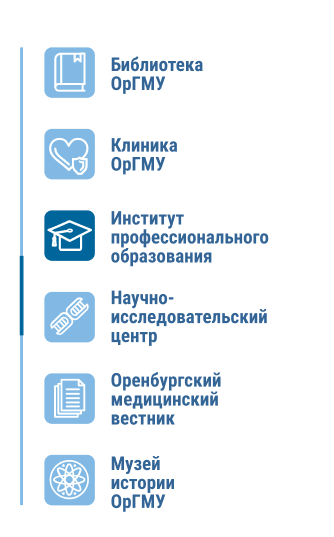 Библиотека
ОрГМУ
Клиника
ОрГМУ
Институт
профессионального
образования
Научно-
исследовательский
центр
Оренбургский
медицинский
вестник
Музей
истории
ОрГМУ